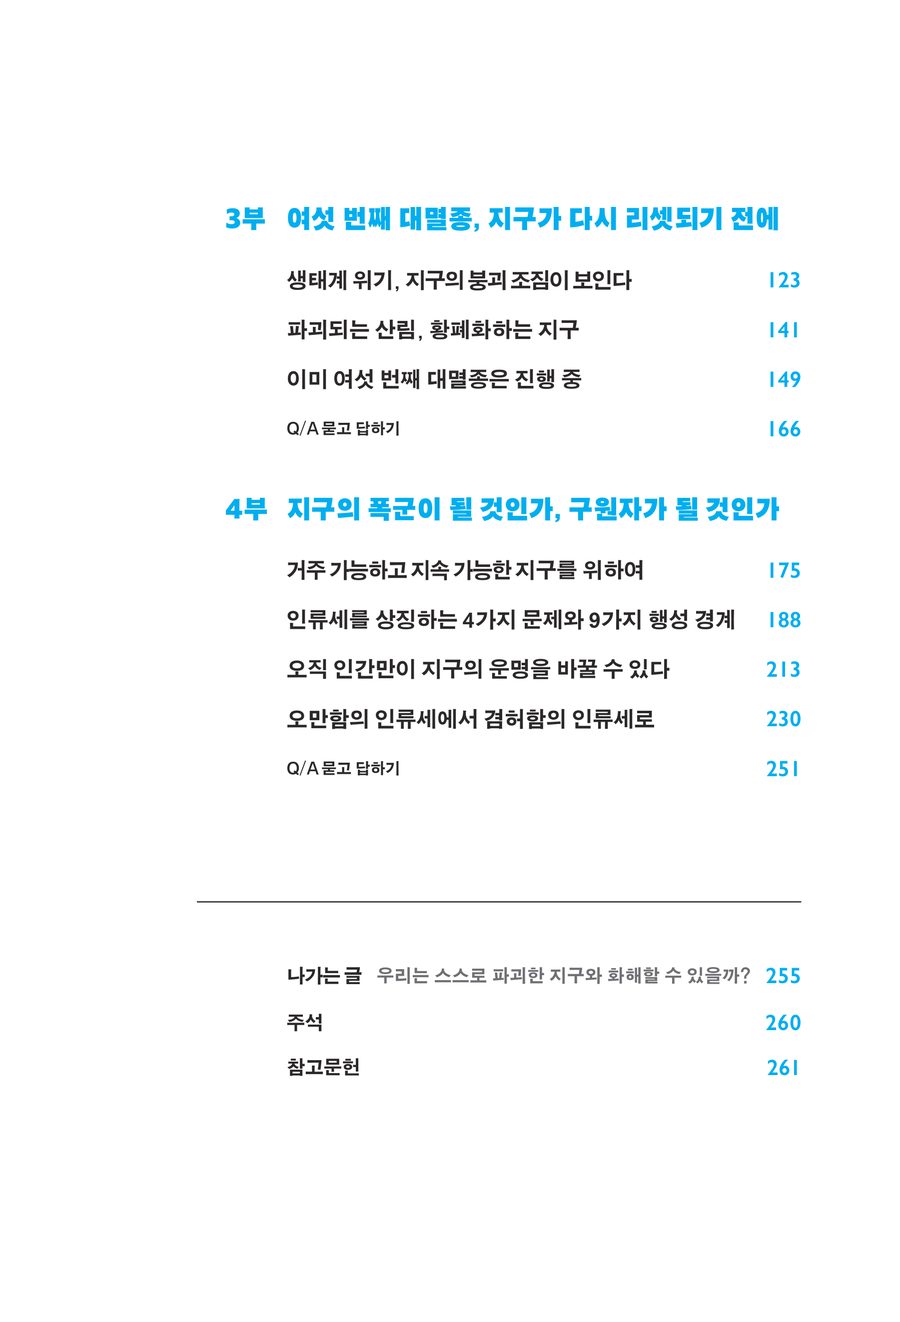 3부 여섯 번째 대멸종, 지구가 다시 리셋되기 전에
생태계 위기, 지구의 붕괴 조짐이 보인다 123
파괴되는 산림, 황폐화하는 지구 141
이미 여섯 번째 대멸종은 진행 중 149
Q/A 묻고 답하기 166
4부 지구의 폭군이 될 것인가, 구원자가 될 것인가
거주 가능하고 지속 가능한 지구를 위하여 175
인류세를 상징하는 4가지 문제와 9가지 행성 경계 188
오직 인간만이 지구의 운명을 바꿀 수 있다 213
오만함의 인류세에서 겸허함의 인류세로 230
Q/A 묻고 답하기 251
나가는 글 우리는 스스로 파괴한 지구와 화해할 수 있을까? 255
주석 260
참고문헌 261